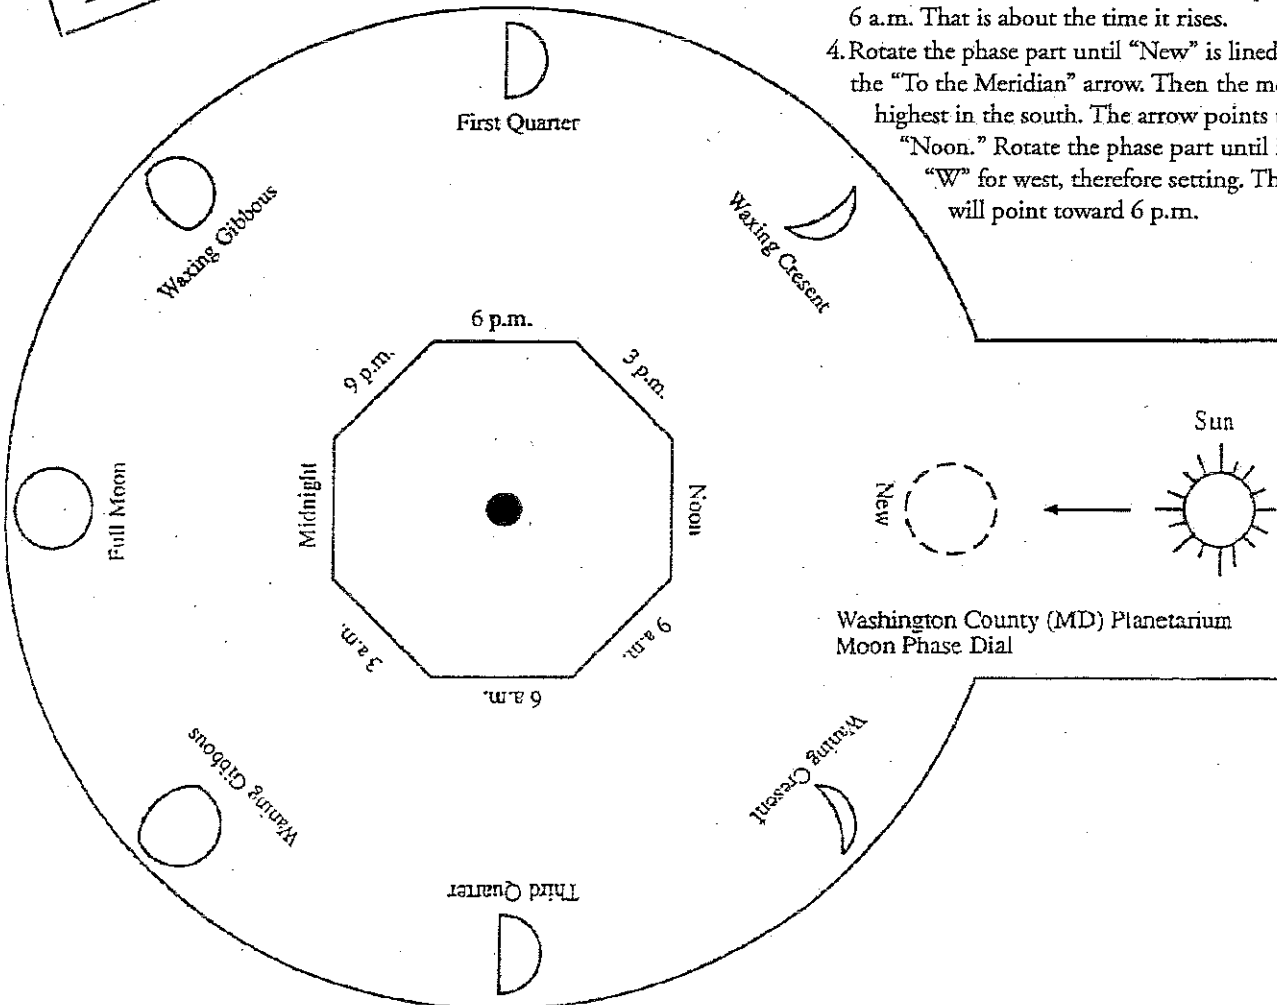 6 a.m. That is about the time it rises.
4. Rotate the phase part until “New” is lined
the “To the Meridian” arrow. Then the
highest in the south. The arrow points
“Noon.” Rotate the phase part until
“W” for west, therefore setting.
will point toward 6 p.m.
First Quarter
Waxing Gibbous
Waxing Cresent
6 p.m.
9 p.m.
3 p.m.
Sun
Full Moon
Midnight
Noon
New
3 a.m.
9 a.m.
6 a.m.
Washington County (MD) Planetarium
Moon Phase Dial
Waning Gibbous
Waning Cresent
Third Quarter